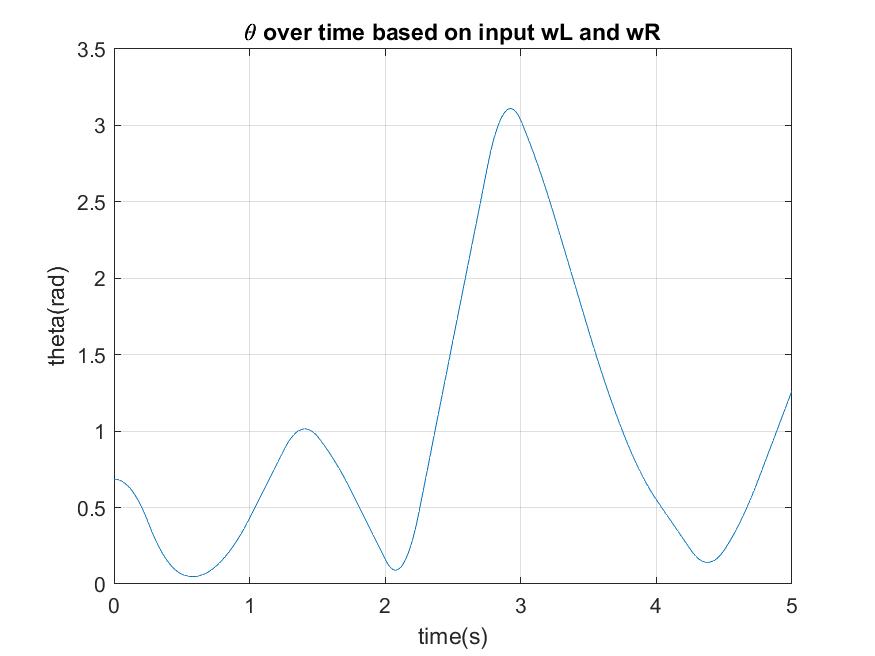 θ over time based on input wL and wR
3.5
3
2.5
2
1.5
1
0.5
0
theta(rad)
0 1 2 3 4 5
time(s)